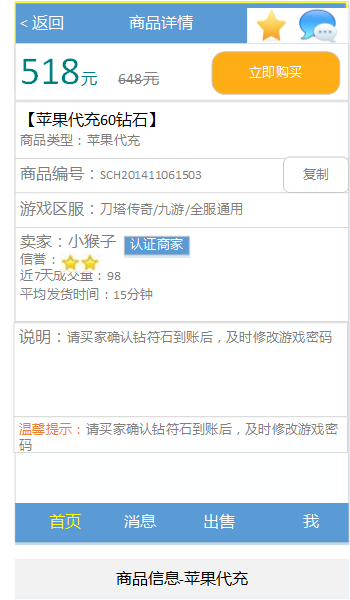 < 返回 商品详情
518元 648元 立即购买
【苹果代充60钻石】
商品类型：苹果代充
商品编号：SCH201411061503 复制
游戏区服：刀塔传奇/九游/全服通用
卖家：小猴子 认证商家
信誉：
近7天成交量：98
平均发货时间：15分钟
说明：请买家确认钻符石到账后，及时修改游戏密码
温馨提示：请买家确认钻符石到账后，及时修改游戏密
码
首页 消息 出售 我
商品信息-苹果代充